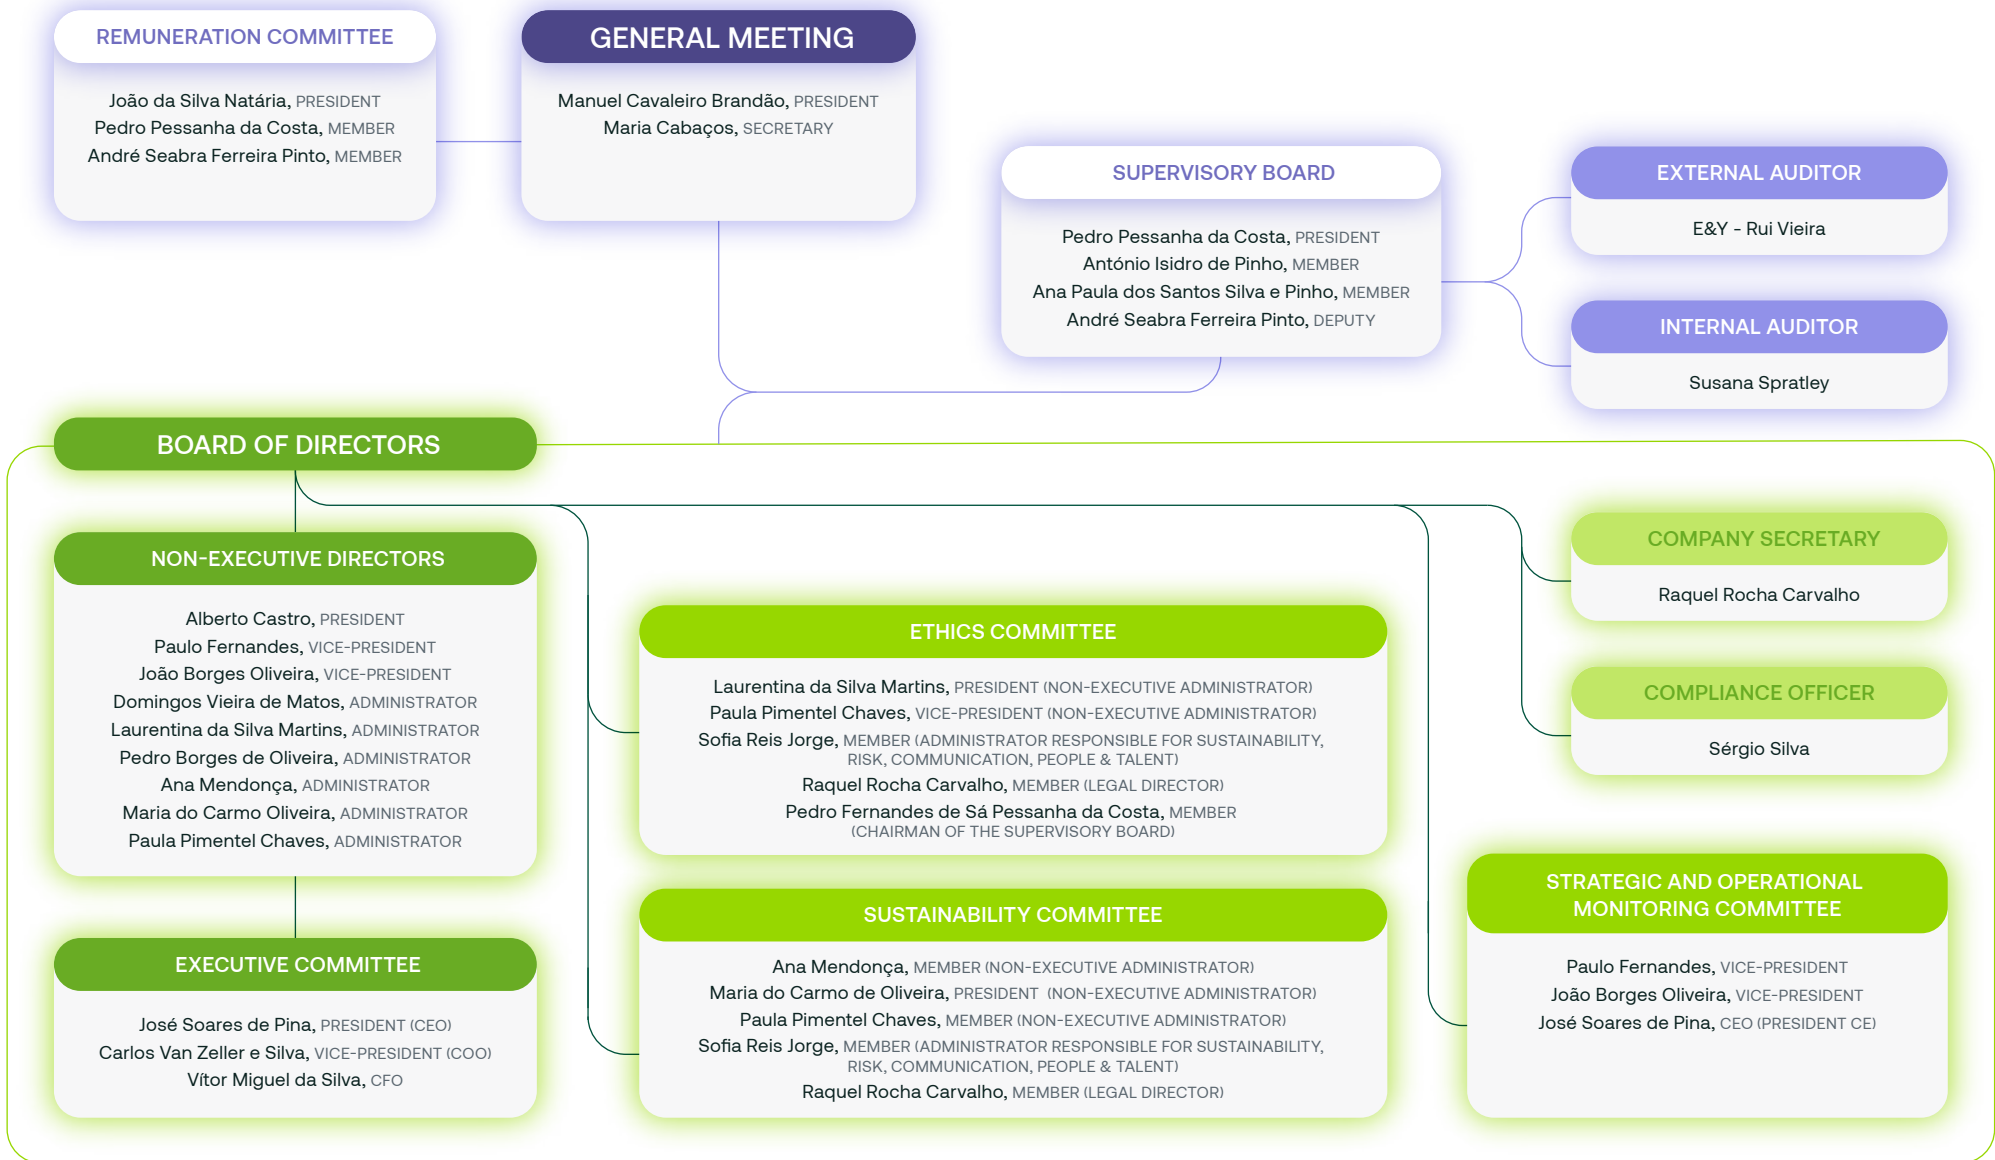 REMUNERATION COMMITTEE
João da Silva Natária, PRESIDENT
Pedro Pessanha da Costa, MEMBER
André Seabra Ferreira Pinto, MEMBER
GENERAL MEETING
Manuel Cavaleiro Brandão, PRESIDENT
Maria Cabaços, SECRETARY
SUPERVISORY BOARD
Pedro Pessanha da Costa, PRESIDENT
António Isidro de Pinho, MEMBER
Ana Paula dos Santos Silva e Pinho, MEMBER
André Seabra Ferreira Pinto, DEPUTY
EXTERNAL AUDITOR
E&Y - Rui Vieira
INTERNAL AUDITOR
Susana Spratley
BOARD OF DIRECTORS
NON-EXECUTIVE DIRECTORS
Alberto Castro, PRESIDENT
Paulo Fernandes, VICE-PRESIDENT
João Borges Oliveira, VICE-PRESIDENT
Domingos Vieira de Matos, ADMINISTRATOR
Laurentina da Silva Martins, ADMINISTRATOR
Pedro Borges de Oliveira, ADMINISTRATOR
Ana Mendonça, ADMINISTRATOR
Maria do Carmo Oliveira, ADMINISTRATOR
Paula Pimentel Chaves, ADMINISTRATOR
EXECUTIVE COMMITTEE
José Soares de Pina, PRESIDENT (CEO)
Carlos Van Zeller e Silva, VICE-PRESIDENT (COO)
Vítor Miguel da Silva, CFO
ETHICS COMMITTEE
Laurentina da Silva Martins, PRESIDENT (NON-EXECUTIVE ADMINISTRATOR)
Paula Pimentel Chaves, VICE-PRESIDENT (NON-EXECUTIVE ADMINISTRATOR)
Sofia Reis Jorge, MEMBER (ADMINISTRATOR RESPONSIBLE FOR SUSTAINABILITY,
RISK, COMMUNICATION, PEOPLE & TALENT)
Raquel Rocha Carvalho, MEMBER (LEGAL DIRECTOR)
Pedro Fernandes de Sá Pessanha da Costa, MEMBER
(CHAIRMAN OF THE SUPERVISORY BOARD)
SUSTAINABILITY COMMITTEE
Ana Mendonça, MEMBER (NON-EXECUTIVE ADMINISTRATOR)
Maria do Carmo de Oliveira, PRESIDENT (NON-EXECUTIVE ADMINISTRATOR)
Paula Pimentel Chaves, MEMBER (NON-EXECUTIVE ADMINISTRATOR)
Sofia Reis Jorge, MEMBER (ADMINISTRATOR RESPONSIBLE FOR SUSTAINABILITY,
RISK, COMMUNICATION, PEOPLE & TALENT)
Raquel Rocha Carvalho, MEMBER (LEGAL DIRECTOR)
COMPANY SECRETARY
Raquel Rocha Carvalho
COMPLIANCE OFFICER
Sérgio Silva
STRATEGIC AND OPERATIONAL
MONITORING COMMITTEE
Paulo Fernandes, VICE-PRESIDENT
João Borges Oliveira, VICE-PRESIDENT
José Soares de Pina, CEO (PRESIDENT CE)